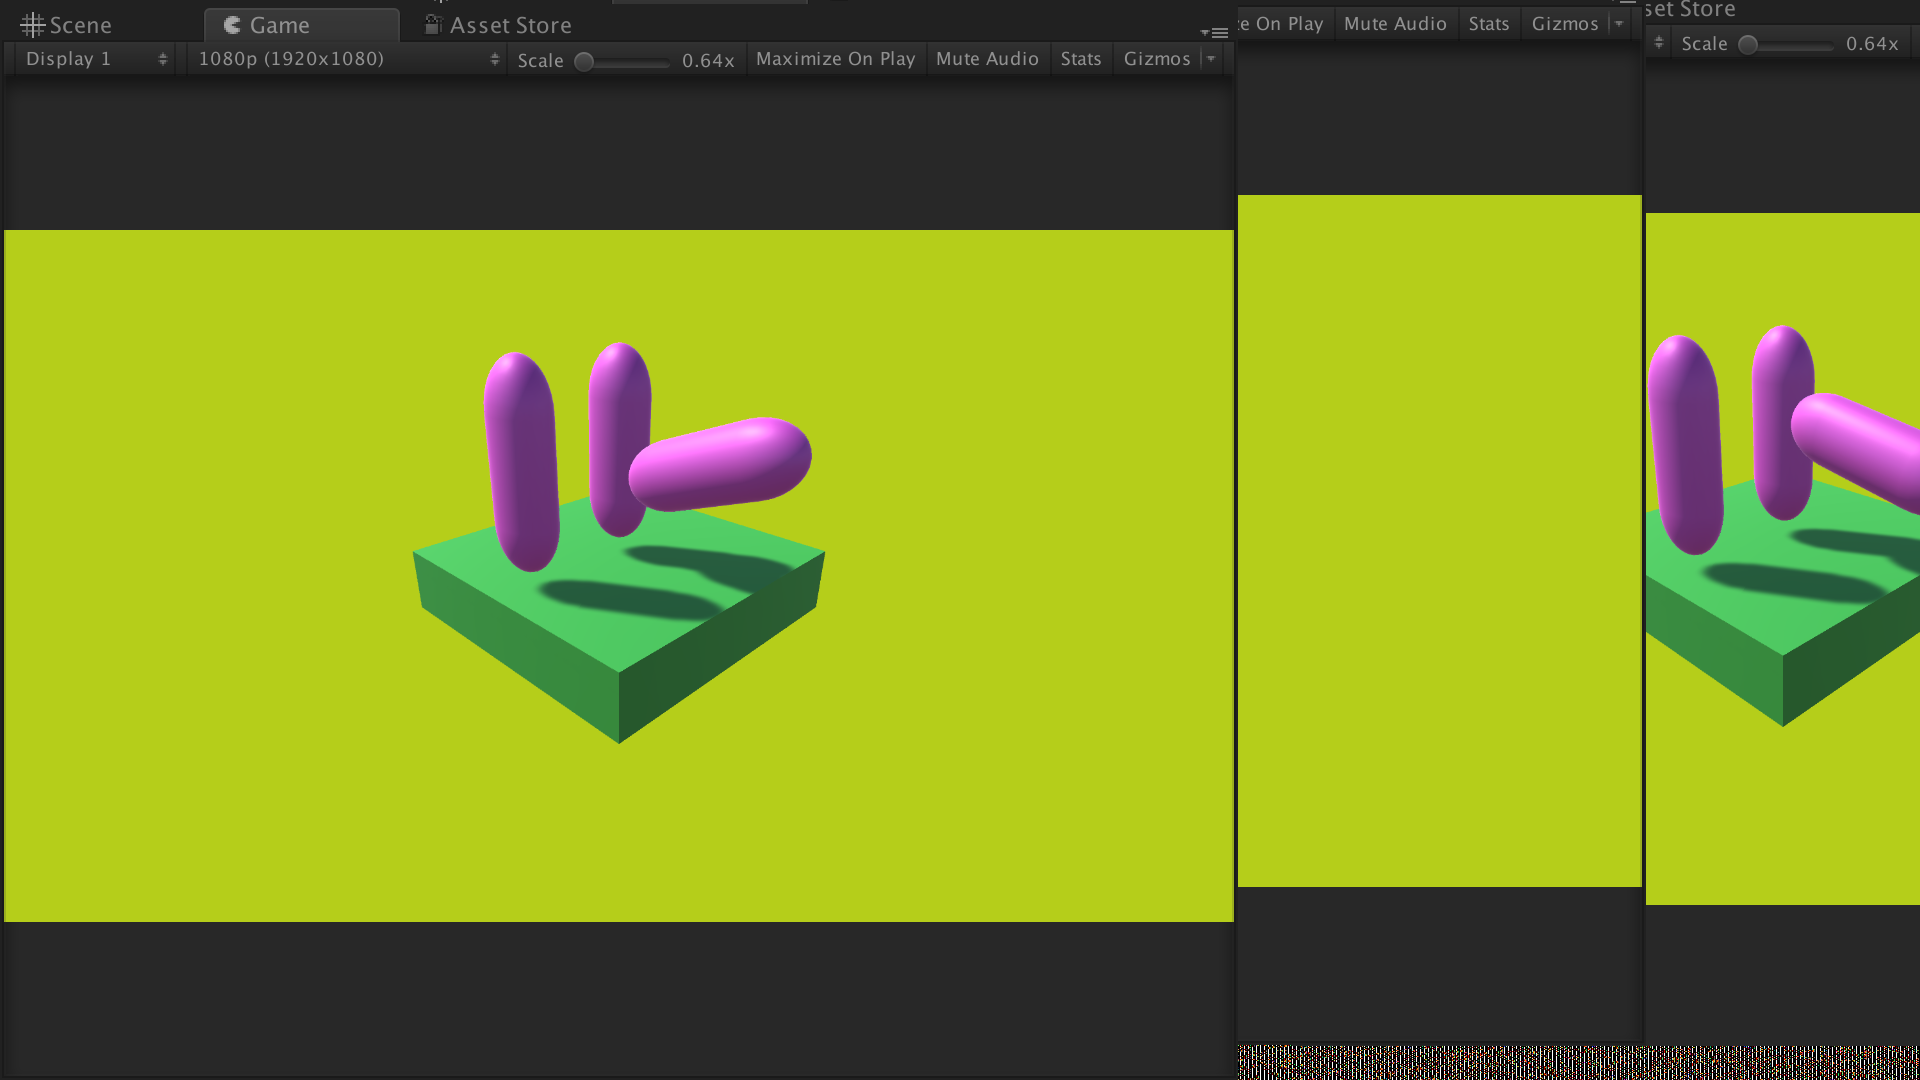 Scene Game Asset Store
Display 1 1080p (1920x1080) Scale 0.64x Maximize On Play Mute Audio Stats Gizmos
On Play Mute Audio Stats Gizmos
Store
Scale 0.64x